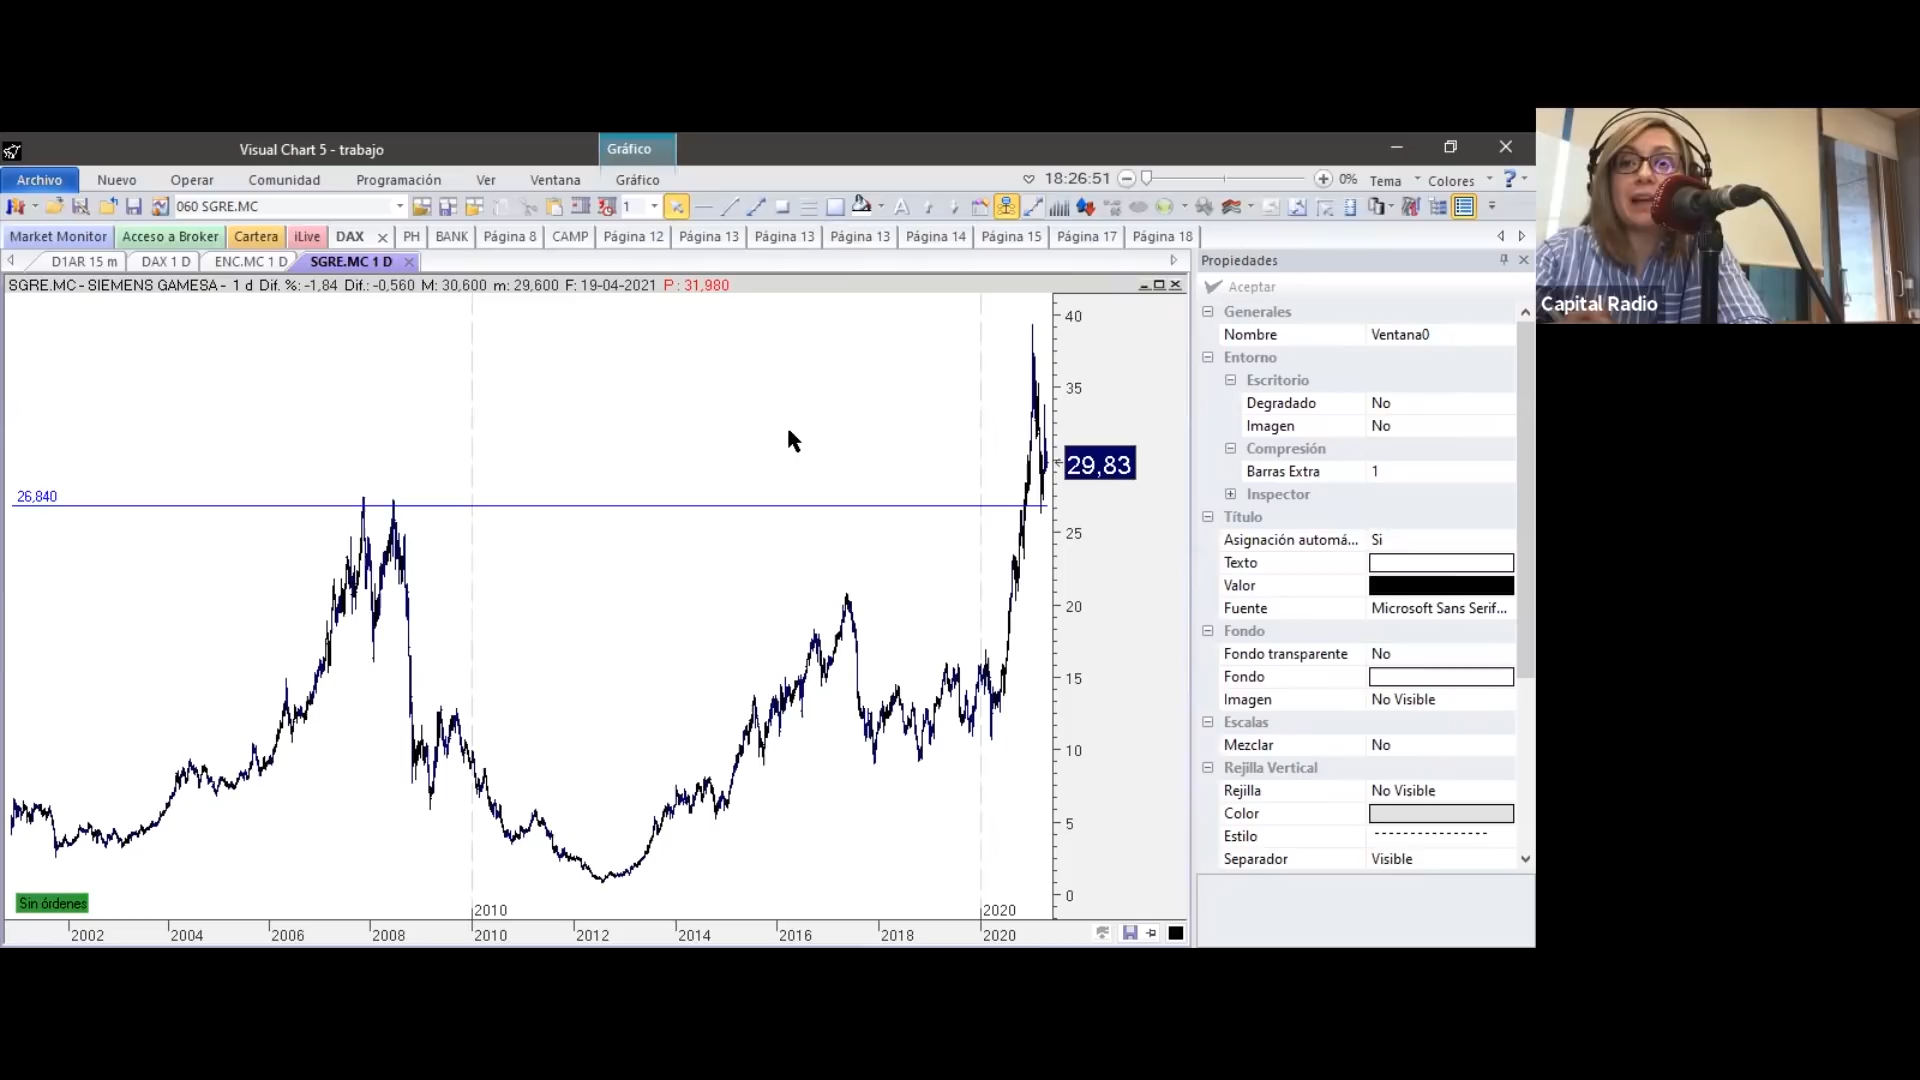 Visual Chart 5 - trabajo
Gráfico
Archivo Nuevo Operar Comunidad Programación Ver Ventana Gráfico 18:26:51 0% Tema Colores ?
060 SGRE.MC 1
Market Monitor Acceso a Broker Cartera iLive DAX PH BANK Página 8 CAMP Página 12 Página 13 Página 13 Página 13 Página 14 Página 15 Página 17 Página 18
D1AR 15 m DAX 1 D ENC.MC 1 D SGRE.MC 1 D
SGRE.MC - SIEMENS GAMESA - 1 d Dif. %:-1,84 Dif.:-0,560 M: 30,600 m: 29,600 F: 19-04-2021 P : 31,980
40
35
29,83
26,840
25
20
15
10
5
0
Sin órdenes
2010 2020
2002 2004 2006 2008 2010 2012 2014 2016 2018 2020
Propiedades
Aceptar
Generales
Nombre Ventana0
Entorno
Escritorio
Degradado No
Imagen No
Compresión
Barras Extra 1
Inspector
Título
Asignación automá... Si
Texto
Valor
Fuente Microsoft Sans Serif...
Fondo
Fondo transparente No
Fondo
Imagen No Visible
Escalas
Mezclar No
Rejilla Vertical
Rejilla No Visible
Color
Estilo
Separador Visible
Capital Radio